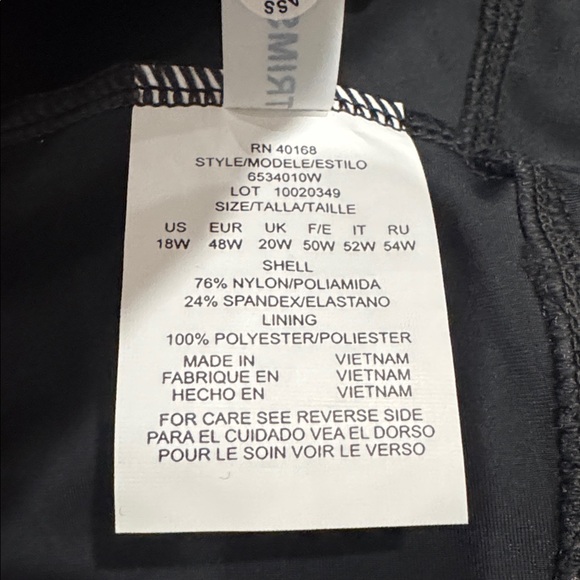 ASS
TRIM
RN 40168
STYLE/MODELE/ESTILO
6534010W
LOT 10020349
SIZE/TALLA/TAILLE
US EUR UK F/E IT RU
18W 48W 20W 50W 52W 54W
SHELL
76% NYLON/POLIAMIDA
24% SPANDEX/ELASTANO
LINING
100% POLYESTER/POLIESTER
MADE IN VIETNAM
FABRIQUE EN VIETNAM
HECHO EN VIETNAM
FOR CARE SEE REVERSE SIDE
PARA EL CUIDADO VEA EL DORSO
POUR LE SOIN VOIR LE VERSO